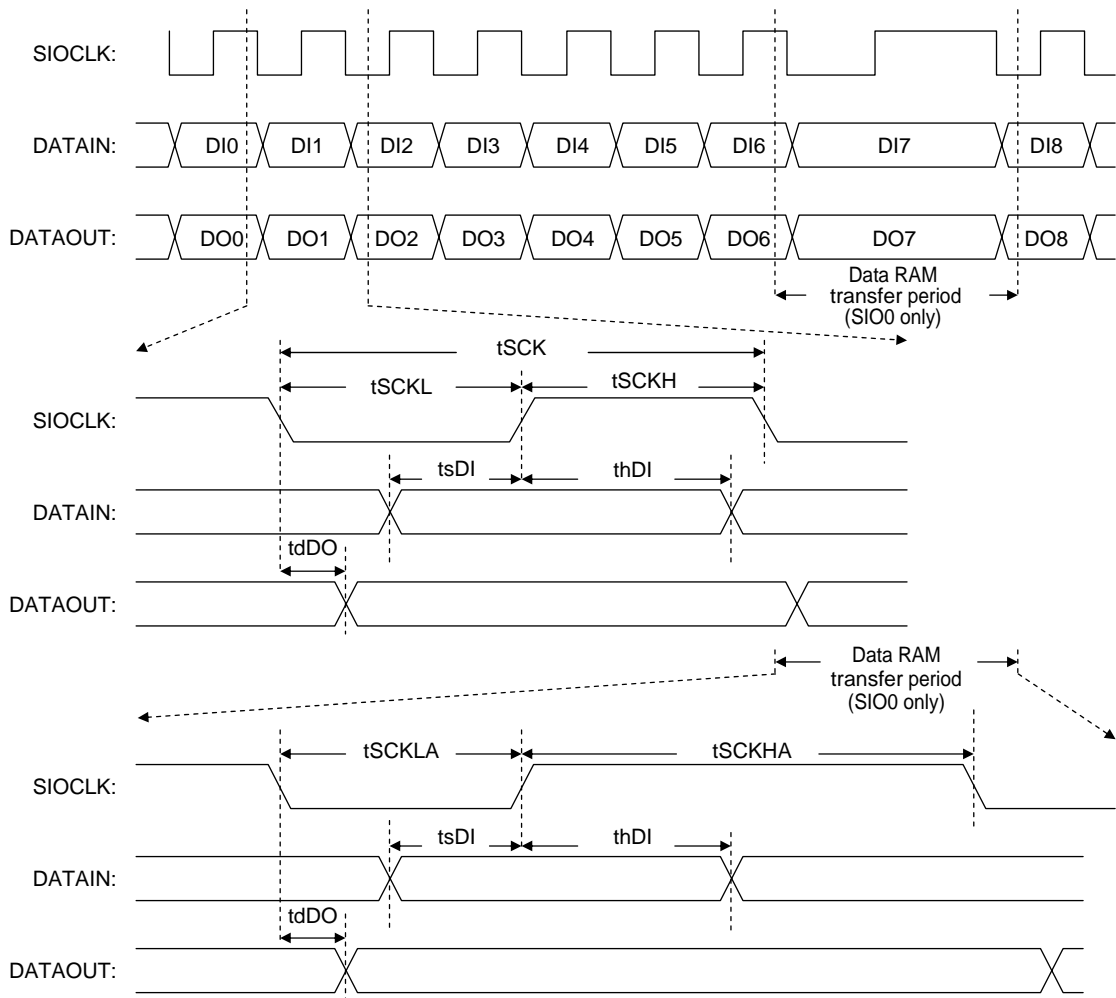 SIOCLK:
DATAIN: DI0 DI1 DI2 DI3 DI4 DI5 DI6 DI7 DI8
DATAOUT: DO0 DO1 DO2 DO3 DO4 DO5 DO6 DO7 DO8
Data RAM
transfer period
(SIO0 only)
tSCK
tSCKL tSCKH
SIOCLK:
tsDI thDI
DATAIN:
tdDO
DATAOUT:
Data RAM
transfer period
(SIO0 only)
tSCKLA tSCKHA
SIOCLK:
tsDI thDI
DATAIN:
tdDO
DATAOUT: